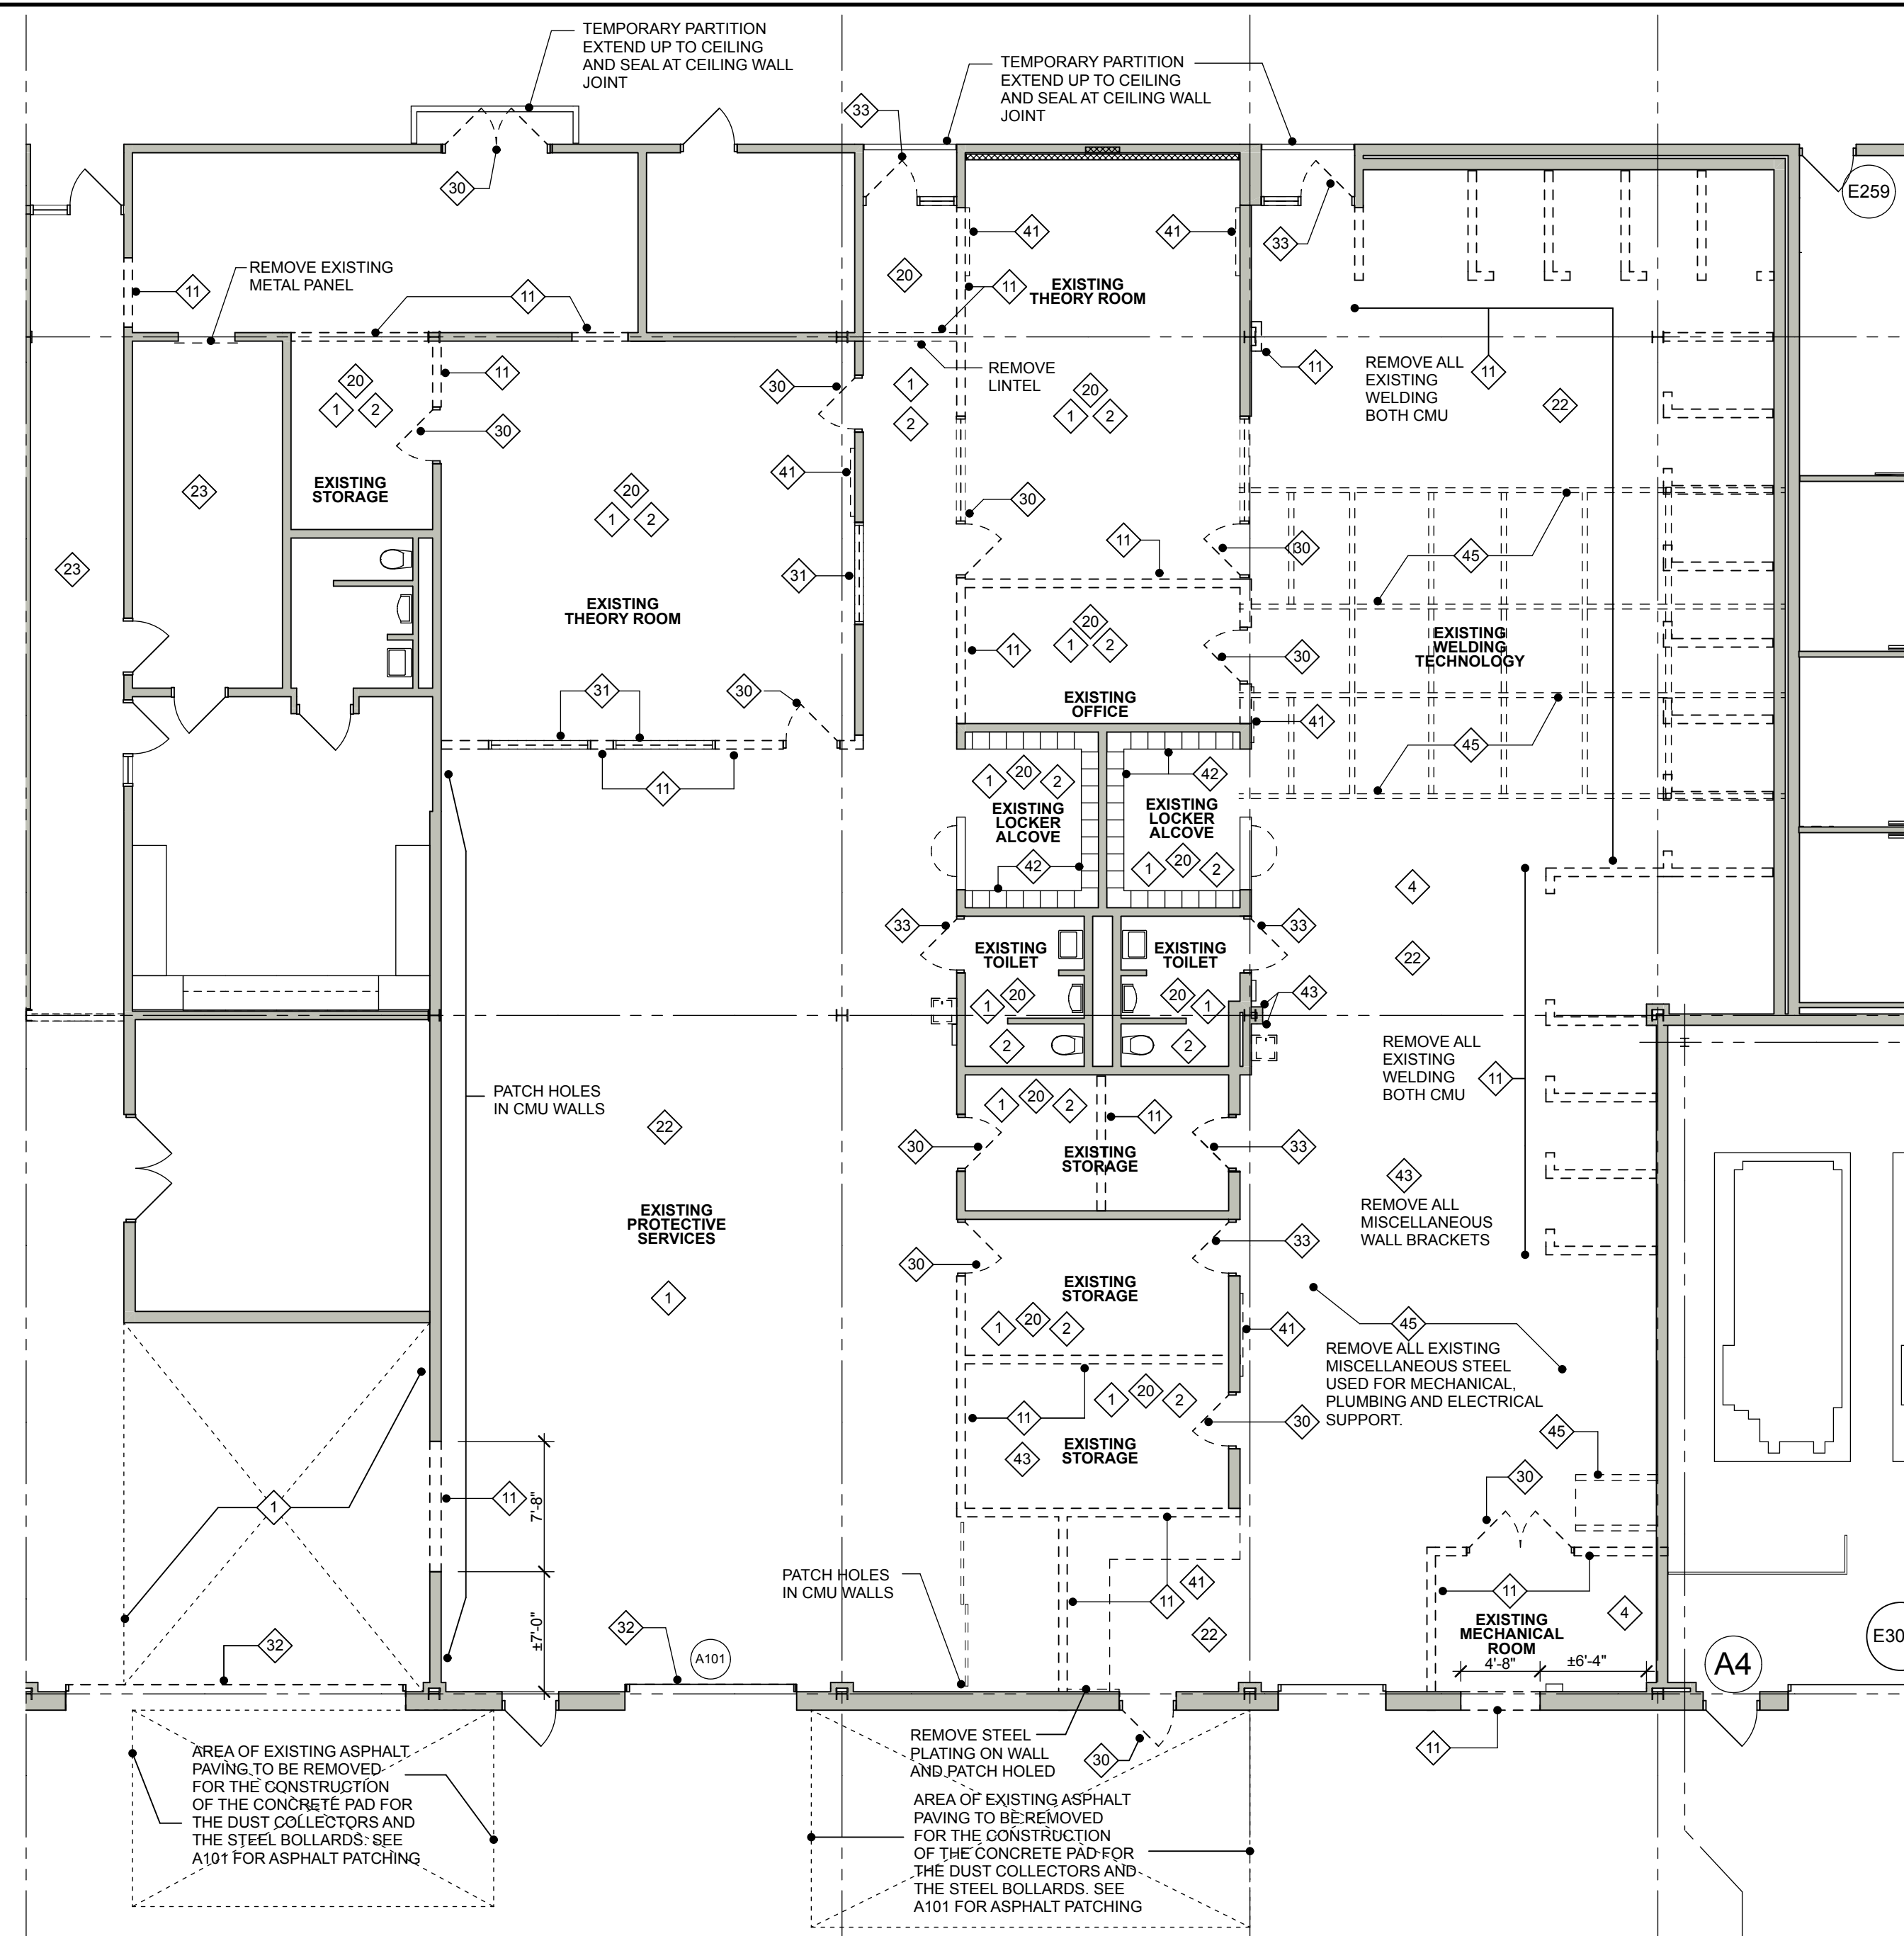 TEMPORARY PARTITION
EXTEND UP TO CEILING
AND SEAL AT CEILING WALL
JOINT
TEMPORARY PARTITION
EXTEND UP TO CEILING
AND SEAL AT CEILING WALL
JOINT
33
30
E259
41
41
33
20
REMOVE EXISTING
METAL PANEL
11
11
11
EXISTING
THEORY ROOM
REMOVE
LINTEL
11
REMOVE ALL
EXISTING
WELDING
BOTH CMU
11
22
11
30
20
1 2
30
1
2
20
1 2
EXISTING
STORAGE
23
41
20
1 2
30
23
31
11
30
45
EXISTING
THEORY ROOM
20
1 2
11
30
EXISTING
WELDING
TECHNOLOGY
31
30
EXISTING
OFFICE
41
45
11
1 20 2
EXISTING
LOCKER
ALCOVE
42
42
EXISTING
LOCKER
ALCOVE
1 20 2
4
33
EXISTING
TOILET
EXISTING
TOILET
33
22
1 20
2
20 1
2
43
REMOVE ALL
EXISTING
WELDING
BOTH CMU
11
PATCH HOLES
IN CMU WALLS
22
1 20 2
11
30
EXISTING
STORAGE
33
43
REMOVE ALL
MISCELLANEOUS
WALL BRACKETS
EXISTING
PROTECTIVE
SERVICES
33
30
EXISTING
STORAGE
1
1 20 2
41
45
REMOVE ALL EXISTING
MISCELLANEOUS STEEL
USED FOR MECHANICAL,
PLUMBING AND ELECTRICAL
SUPPORT.
1 20 2
11
30
EXISTING
STORAGE
43
45
30
1
11
7'-8"
±7'-0"
PATCH HOLES
IN CMU WALLS
41
11
11
22
4
EXISTING
MECHANICAL
ROOM
4'-8"
±6'-4"
32
32
A101
A4
E30
11
REMOVE STEEL
PLATING ON WALL
AND PATCH HOLED
30
AREA OF EXISTING ASPHALT
PAVING TO BE REMOVED
FOR THE CONSTRUCTION
OF THE CONCRETE PAD FOR
THE DUST COLLECTORS AND
THE STEEL BOLLARDS. SEE
A101 FOR ASPHALT PATCHING
AREA OF EXISTING ASPHALT
PAVING TO BE REMOVED
FOR THE CONSTRUCTION
OF THE CONCRETE PAD FOR
THE DUST COLLECTORS AND
THE STEEL BOLLARDS. SEE
A101 FOR ASPHALT PATCHING